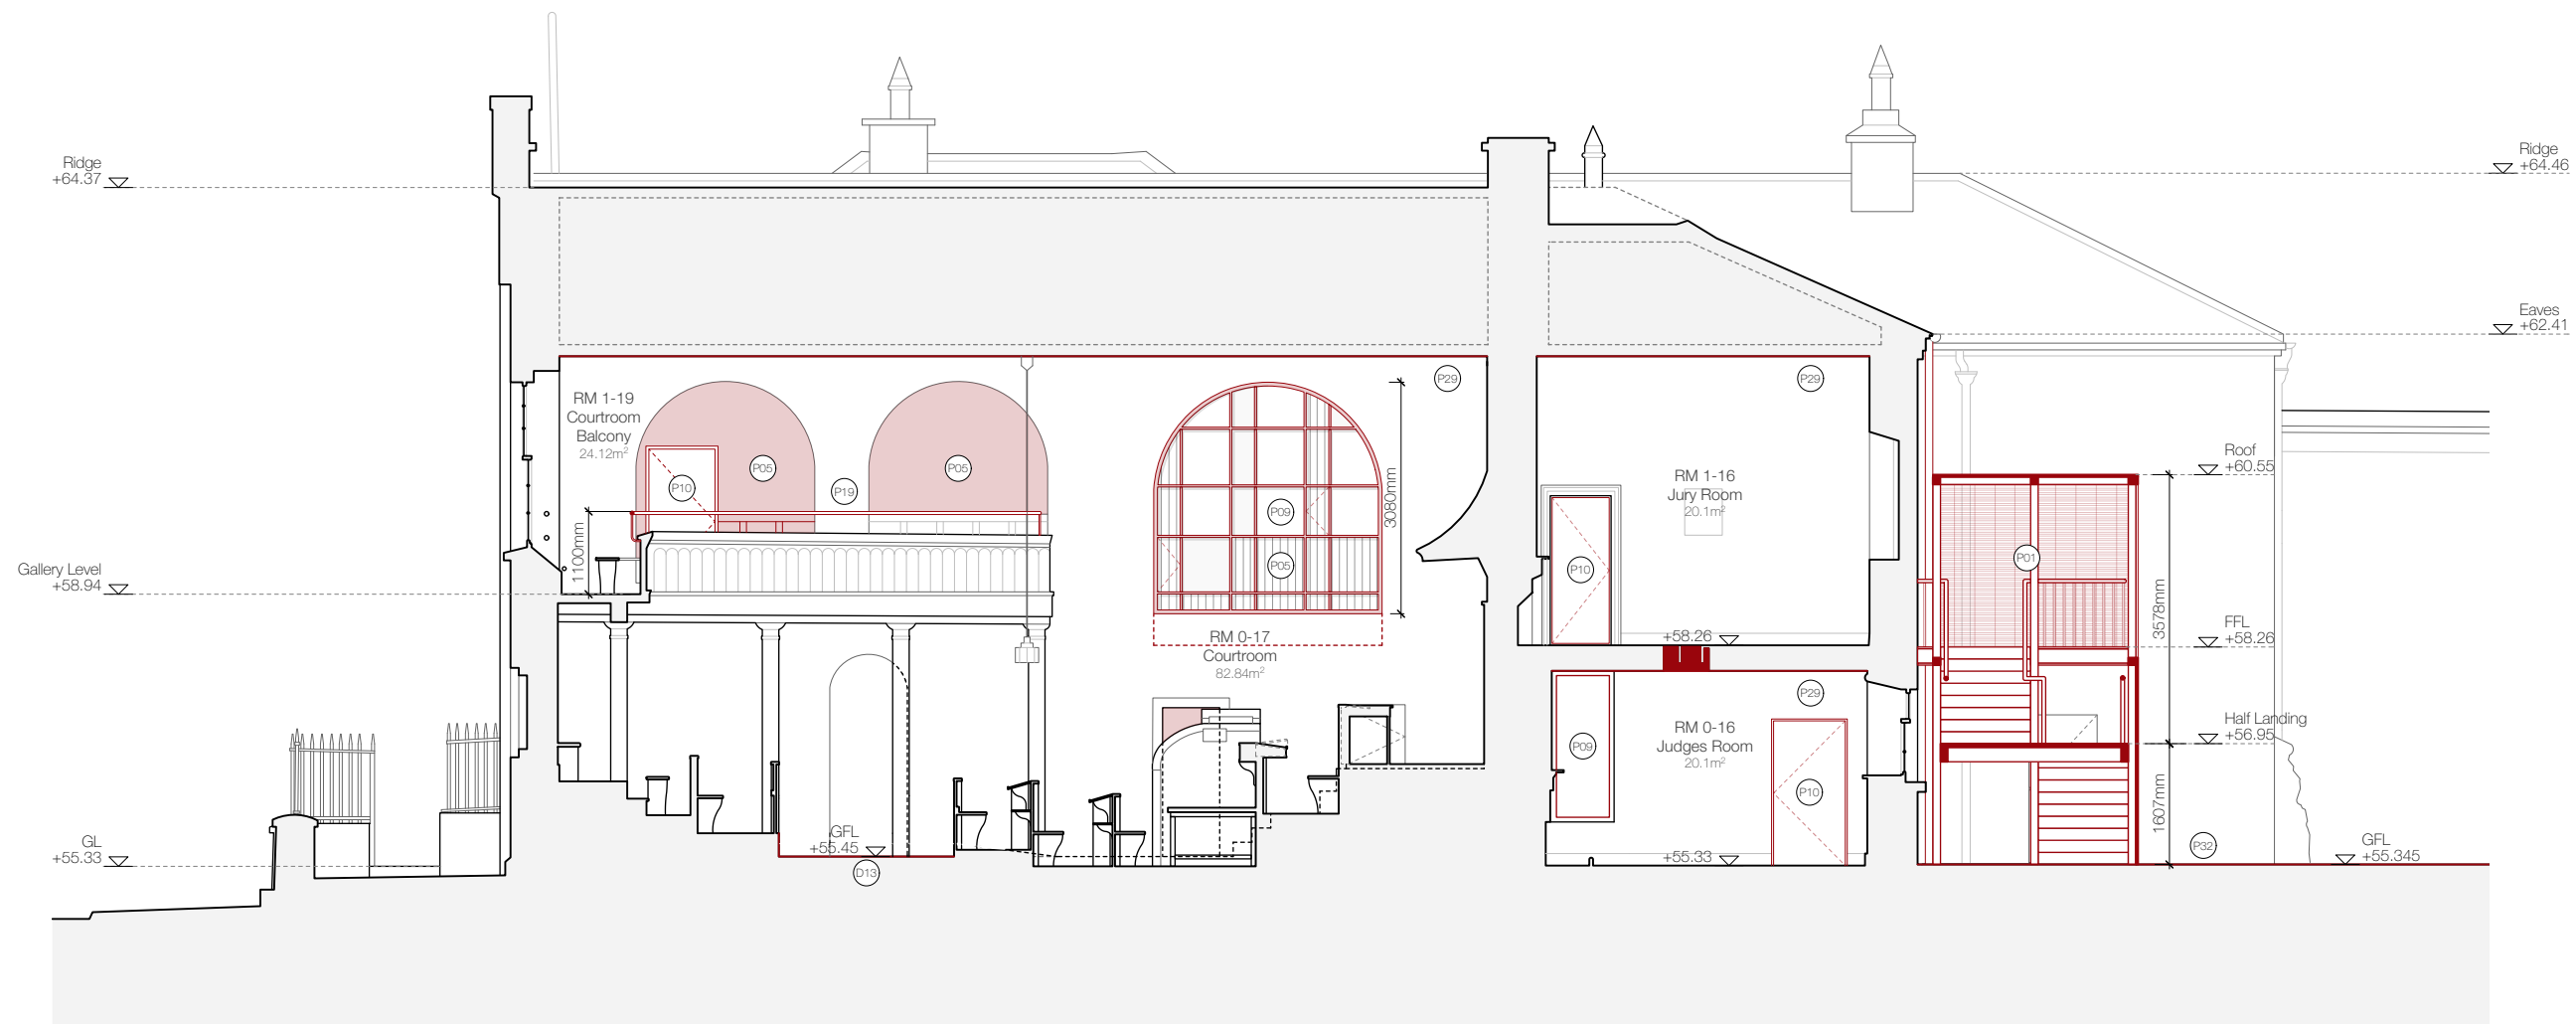 Ridge
+64.37
Ridge
+64.46
Eaves
+62.41
RM 1-19
Courtroom
Balcony
24.12m²
P10
P05
P19
P05
1100mm
Gallery Level
+58.94
P29
3080mm
P09
P05
RM 0-17
Courtroom
82.84m²
P29
RM 1-16
Jury Room
20.1m²
P10
+58.26
P29
RM 0-16
Judges Room
20.1m²
P09
P10
+55.33
Roof
+60.55
P01
3578mm
FFL
+58.26
Half Landing
+56.95
1607mm
P32
GFL
+55.345
GL
+55.33
GFL
+55.45
D13